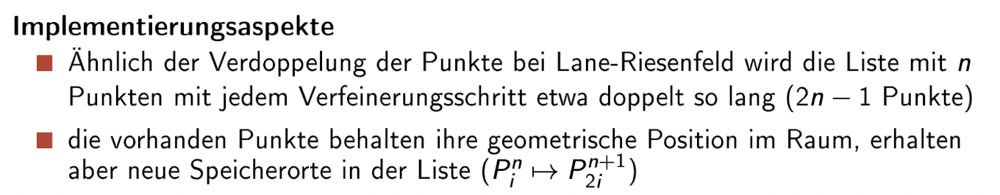 Implementierungsaspekte
Ähnlich der Verdoppelung der Punkte bei Lane-Riesenfeld wird die Liste mit n
Punkten mit jedem Verfeinerungsschritt etwa doppelt so lang (2n − 1 Punkte)
die vorhanden Punkte behalten ihre geometrische Position im Raum, erhalten
aber neue Speicherorte in der Liste (P_i^n ↦ P_{2i}^{n+1})